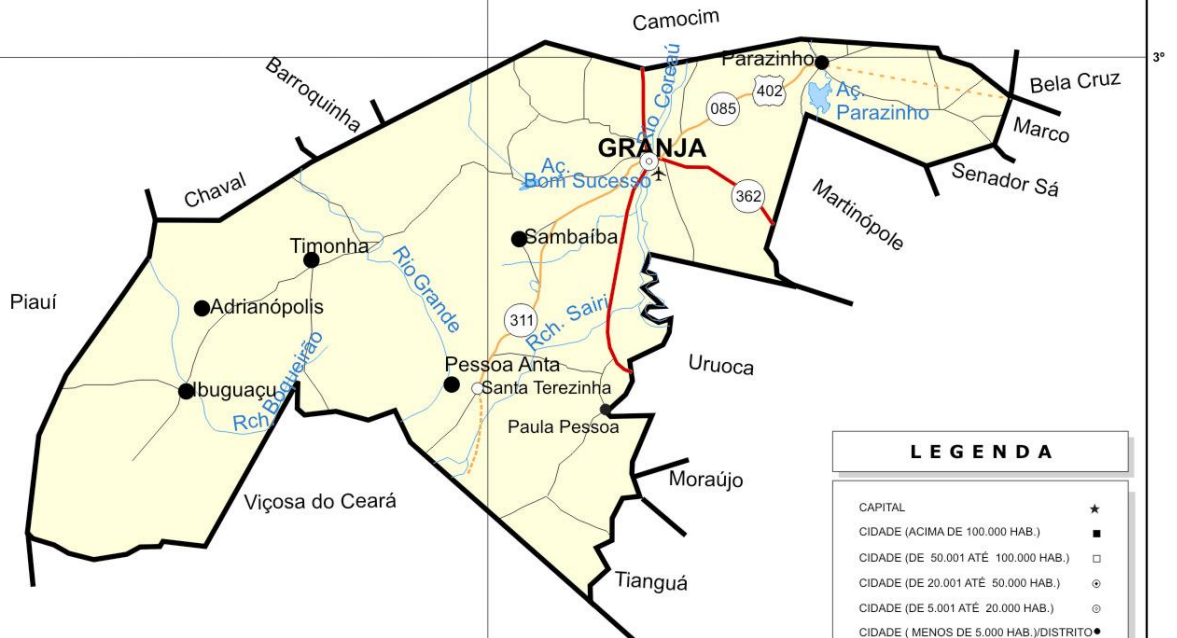 Camocim
3°
Parazinho
Barroquinha
Bela Cruz
402
Aç.
Parazinho
085
Rio Coreaú
Marco
GRANJA
Aç.
Bom Sucesso
Senador Sá
Chaval
362
Martinópole
Sambaíba
Timonha
Rio Grande
Piauí
Adrianópolis
Rch. Sairi
311
Uruoca
Pessoa Anta
Santa Terezinha
Ibuguaçu
Rch. Boqueirão
Paula Pessoa
Viçosa do Ceará
Moraújo
Tianguá
LEGENDA
CAPITAL
CIDADE (ACIMA DE 100.000 HAB.)
CIDADE (DE 50.001 ATÉ 100.000 HAB.)
CIDADE (DE 20.001 ATÉ 50.000 HAB.)
CIDADE (DE 5.001 ATÉ 20.000 HAB.)
CIDADE ( MENOS DE 5.000 HAB.)/DISTRITO